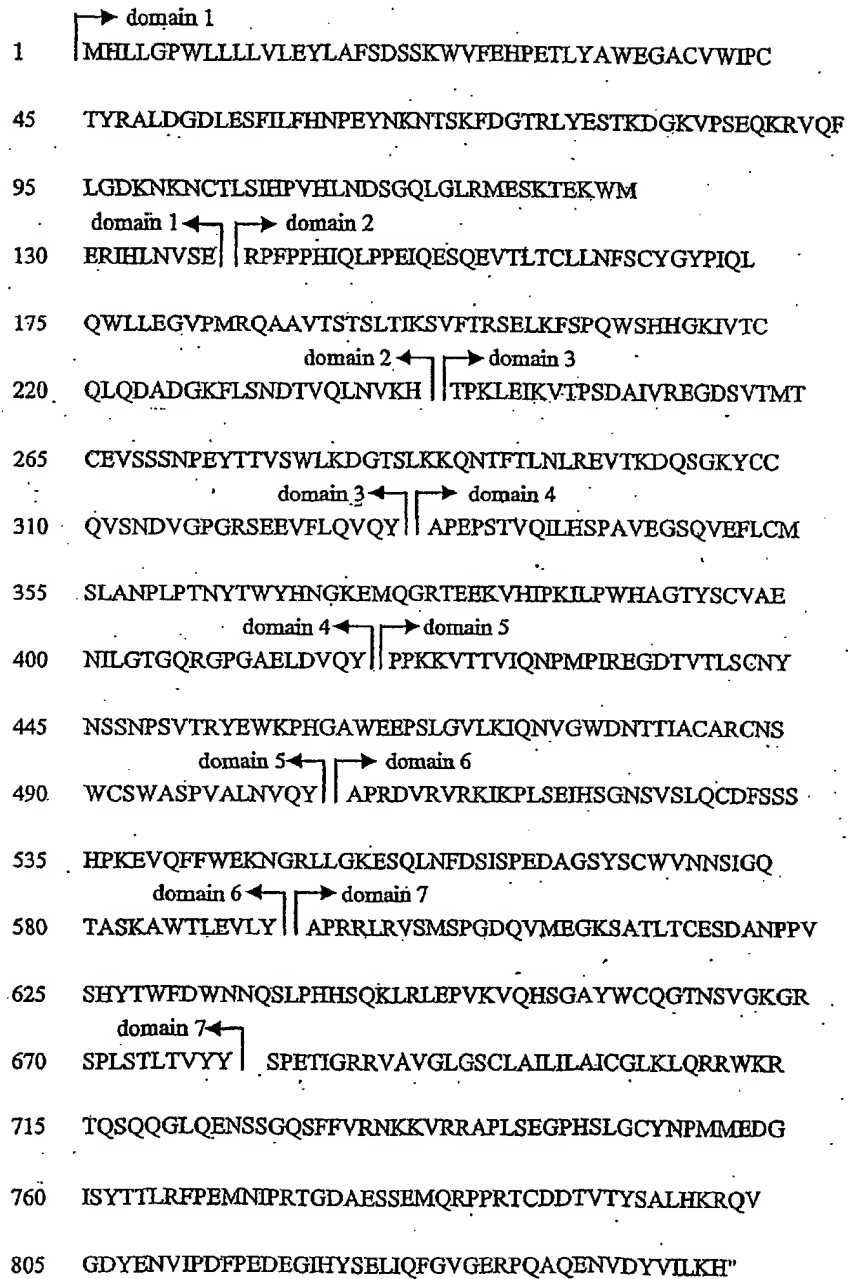 domain 1
1 MHLLGPWLLLLVLEYLAFSDSSKWVFEHPETLYAWEGACVWIPC
45 TYRALDGDLESFILFHNPEYNKNTSKFDGTRLYESTKDGKVPSEQKRVQF
95 LGDKNKNCTLSIHPVHLNDSGQLGLRMESKTEKWM
domain 1 domain 2
130 ERIHLNVSE RPFPPHIQLPPEIQESQEVTLTCLLNFSCYGYPIQL
175 QWLLEGVPMRQAAVTSTSLTIKSVFTRSELKFSPQWSHHGKIVTC
domain 2 domain 3
220 QLQDADGKFLSNDTVQLNVKH TPKLEIKVTPSDAIVREGDSVTMT
265 CEVSSSNPEYTTVSWLKDGTSLKKQNTFTLNLREVTKDQSGKYCC
domain 3 domain 4
310 QVSNDVGPGRSEEVFLQVQY APEPSTVQILHSPAVEGSQVEFLCM
355 SLANPLPTNYTWYHNGKEMQGRTEEKVHIPKILPWHAGTYSCVAE
domain 4 domain 5
400 NILGTGQRGPGAELDVQY PPKKVTTVIQNPMPIREGDTVTLSCNY
445 NSSNPSVTRYEWKPHGAWEEPSLGVLKIQNVGWDNTTIACARCNS
domain 5 domain 6
490 WCSWASPVALNVQY APRDVRVRKIKPLSEIHSGNSVSLQCDFSSS
535 HPKEVQFFWEKNGRLLGKESQLNFDSISPEDAGSYSCWVNNSIGQ
domain 6 domain 7
580 TASKAWTLEVLY APRRLRVSMSPGDQVMEGKSATLTCESDANPPV
625 SHYTWFDWNNQSLPHHSQKLRLEPVKVQHSGAYWCQGTNSVGKGR
domain 7
670 SPLSTLTVYY SPETIGRRVAVGLGSCLAILILAICGLKLQRRWKR
715 TQSQQGLQENSSGQSFFVRNKKVRRAPLSEGPHSLGCYNPMMEDG
760 ISYTTLRFPEMNIPRTGDAESSEMQRPPRTCDDTVTYSALHKRQV
805 GDYENVIPDFPEDEGIHYSELIQFGVGERPQAQENVDYVILKH"